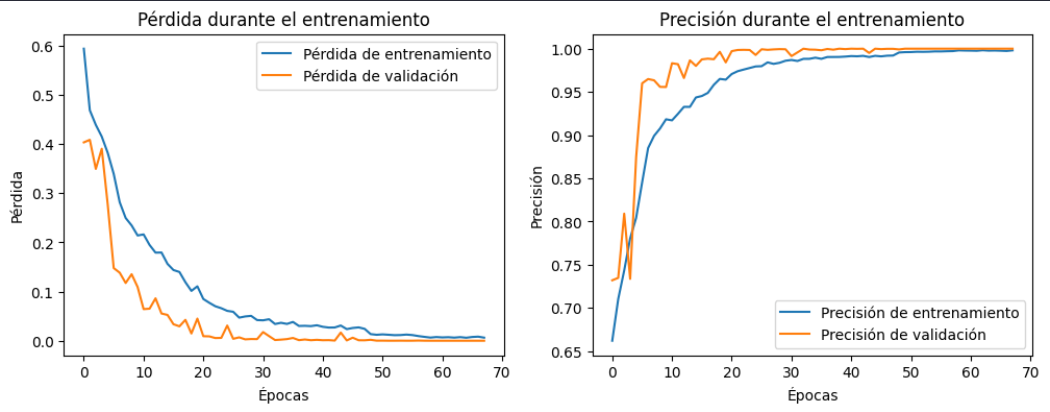 Pérdida durante el entrenamiento
0.6
0.5
0.4
0.3
0.2
0.1
0.0
Pérdida
Pérdida de entrenamiento
Pérdida de validación
0 10 20 30 40 50 60 70
Épocas
Precisión durante el entrenamiento
1.00
0.95
0.90
0.85
0.80
0.75
0.70
0.65
Precisión
Precisión de entrenamiento
Precisión de validación
0 10 20 30 40 50 60 70
Épocas